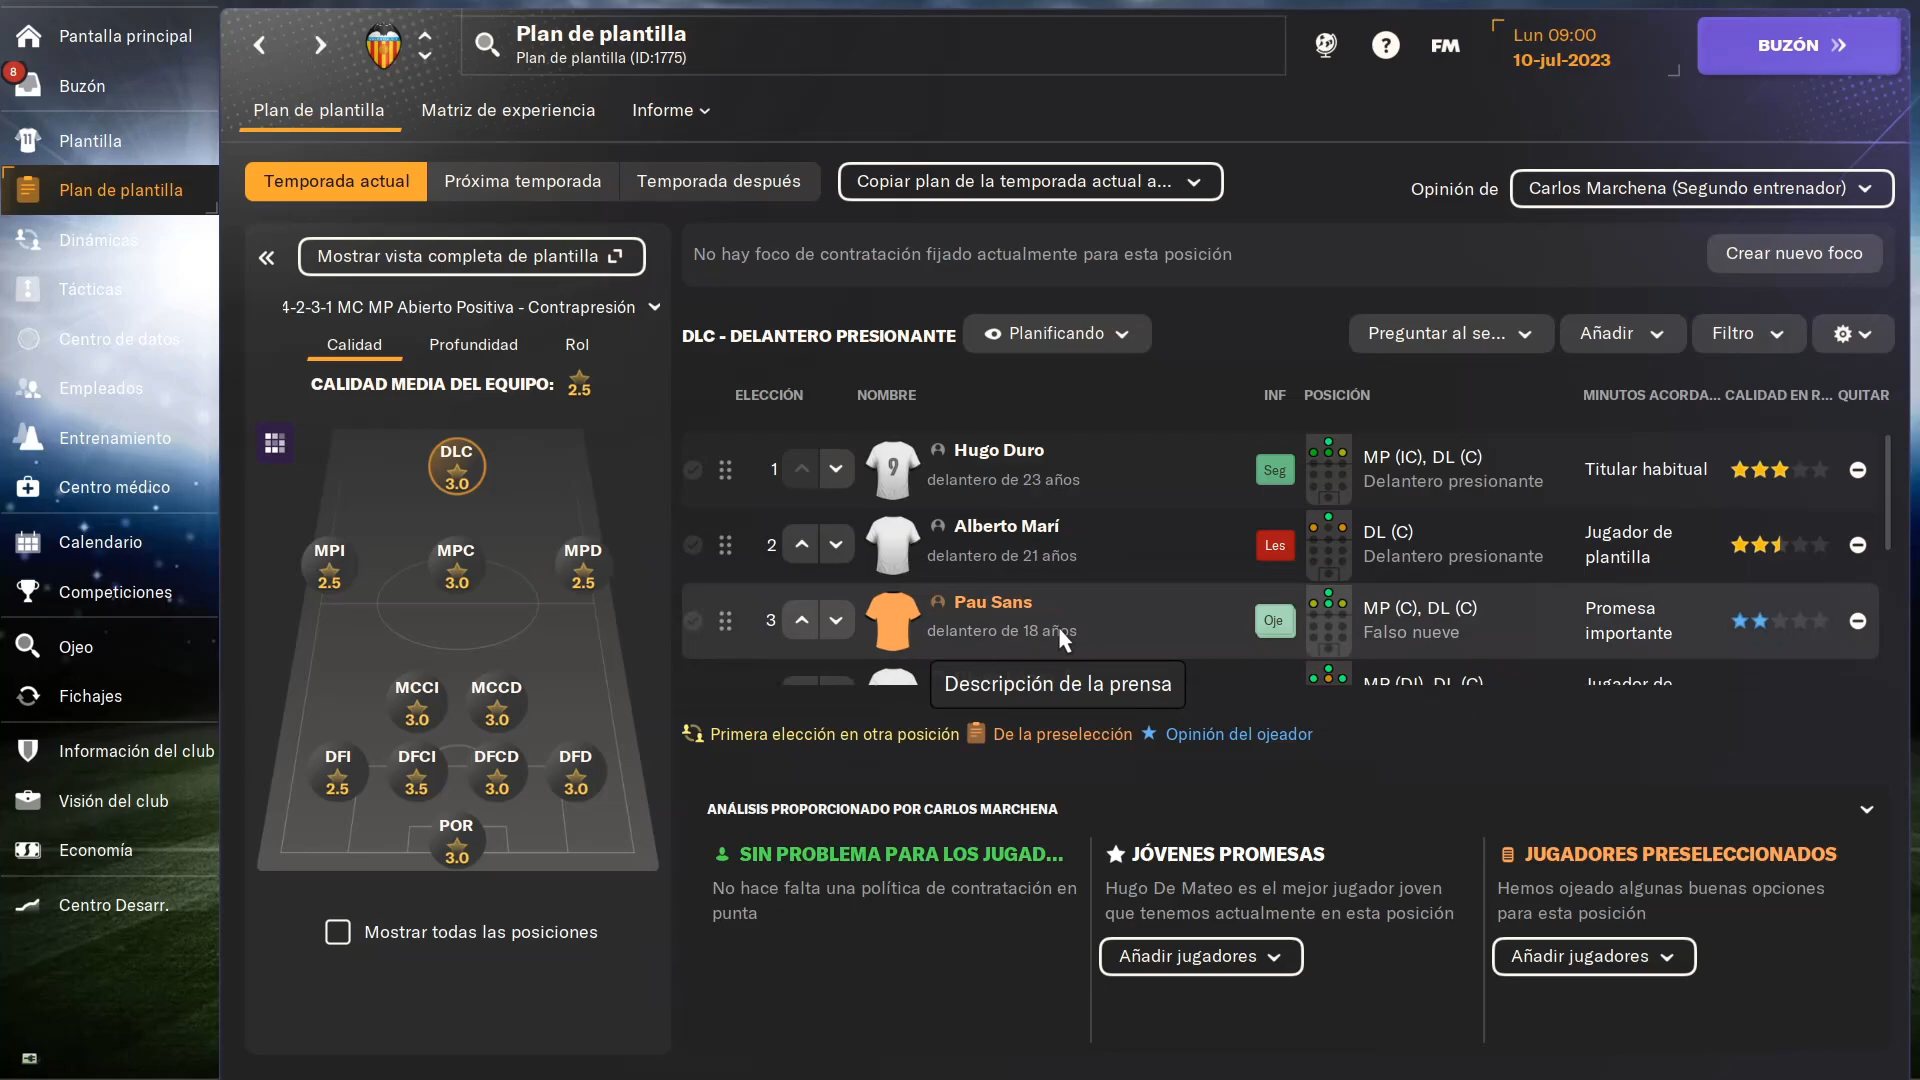 Pantalla principal
8
Buzón
Plantilla
Plan de plantilla
Dinámicas
Tácticas
Centro de datos
Empleados
Entrenamiento
Centro médico
Calendario
Competiciones
Ojeo
Fichajes
Información del club
Visión del club
Economía
Centro Desarr.
Plan de plantilla
Plan de plantilla (ID:1775)
?
FM
Lun 09:00
10-jul-2023
BUZÓN
Plan de plantilla
Matriz de experiencia
Informe
Temporada actual
Próxima temporada
Temporada después
Copiar plan de la temporada actual a...
Opinión de
Carlos Marchena (Segundo entrenador)
Mostrar vista completa de plantilla
4-2-3-1 MC MP Abierto Positiva - Contrapresión
Calidad
Profundidad
Rol
CALIDAD MEDIA DEL EQUIPO: 2.5
DLC
3.0
MPI
2.5
MPC
3.0
MPD
2.5
MCCI
3.0
MCCD
3.0
DFI
2.5
DFCI
3.5
DFCD
3.0
DFD
3.0
POR
3.0
Mostrar todas las posiciones
No hay foco de contratación fijado actualmente para esta posición
Crear nuevo foco
DLC - DELANTERO PRESIONANTE
Planificando
Preguntar al se...
Añadir
Filtro
ELECCIÓN
NOMBRE
INF
POSICIÓN
MINUTOS ACORDA...
CALIDAD EN R...
QUITAR
1
9
Hugo Duro
delantero de 23 años
Seg
MP (IC), DL (C)
Delantero presionante
Titular habitual
2
Alberto Marí
delantero de 21 años
Les
DL (C)
Delantero presionante
Jugador de
plantilla
3
Pau Sans
delantero de 18 años
Oje
MP (C), DL (C)
Falso nueve
Promesa
importante
Descripción de la prensa
MP (DI), DL (C)
Jugador de
Primera elección en otra posición
De la preselección
Opinión del ojeador
ANÁLISIS PROPORCIONADO POR CARLOS MARCHENA
SIN PROBLEMA PARA LOS JUGAD...
No hace falta una política de contratación en
punta
JÓVENES PROMESAS
Hugo De Mateo es el mejor jugador joven
que tenemos actualmente en esta posición
Añadir jugadores
JUGADORES PRESELECCIONADOS
Hemos ojeado algunas buenas opciones
para esta posición
Añadir jugadores